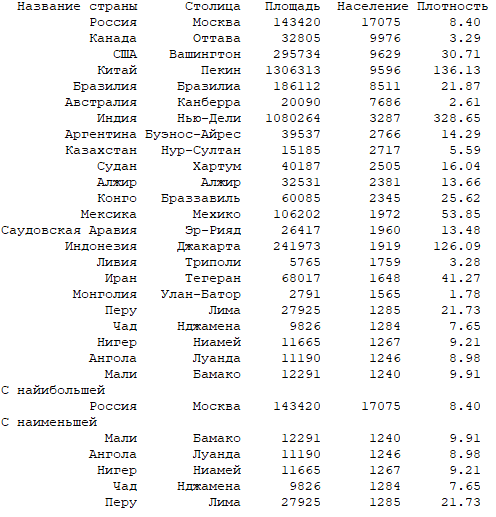 Название страны Столица Площадь Население Плотность
Россия Москва 143420 17075 8.40
Канада Оттава 32805 9976 3.29
США Вашингтон 295734 9629 30.71
Китай Пекин 1306313 9596 136.13
Бразилия Бразилиа 186112 8511 21.87
Австралия Канберра 20090 7686 2.61
Индия Нью-Дели 1080264 3287 328.65
Аргентина Буэнос-Айрес 39537 2766 14.29
Казахстан Нур-Султан 15185 2717 5.59
Судан Хартум 40187 2505 16.04
Алжир Алжир 32531 2381 13.66
Конго Браззавиль 60085 2345 25.62
Мексика Мехико 106202 1972 53.85
Саудовская Аравия Эр-Рияд 26417 1960 13.48
Индонезия Джакарта 241973 1919 126.09
Ливия Триполи 5765 1759 3.28
Иран Тегеран 68017 1648 41.27
Монголия Улан-Батор 2791 1565 1.78
Перу Лима 27925 1285 21.73
Чад Нджамена 9826 1284 7.65
Нигер Ниамей 11665 1267 9.21
Ангола Луанда 11190 1246 8.98
Мали Бамако 12291 1240 9.91
С найибольшей
Россия Москва 143420 17075 8.40
С наименьшей
Мали Бамако 12291 1240 9.91
Ангола Луанда 11190 1246 8.98
Нигер Ниамей 11665 1267 9.21
Чад Нджамена 9826 1284 7.65
Перу Лима 27925 1285 21.73